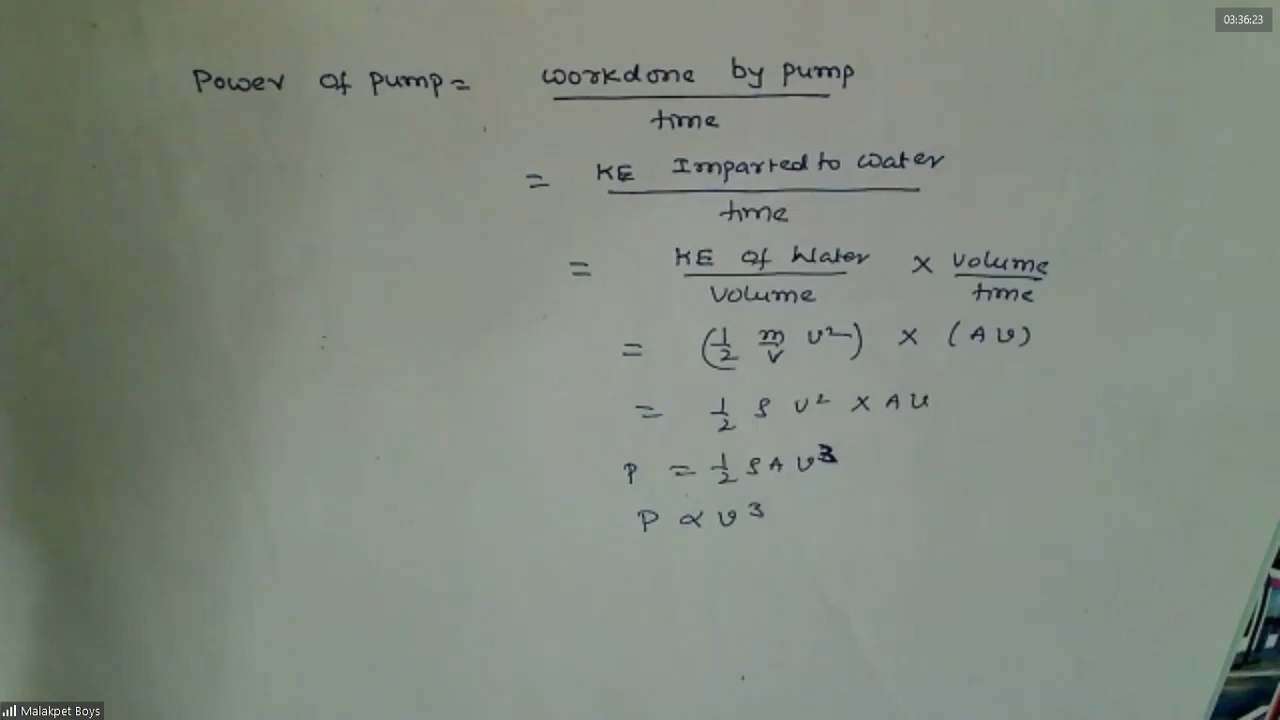 03:36:23
Power of pump = workdone by pump / time
= KE Imparted to water / time
= KE of Water / Volume × Volume / time
= (1/2 m/V v²) × (A v)
= 1/2 ρ v² × A v
P = 1/2 ρ A v³
P ∝ v³
Malakpet Boys